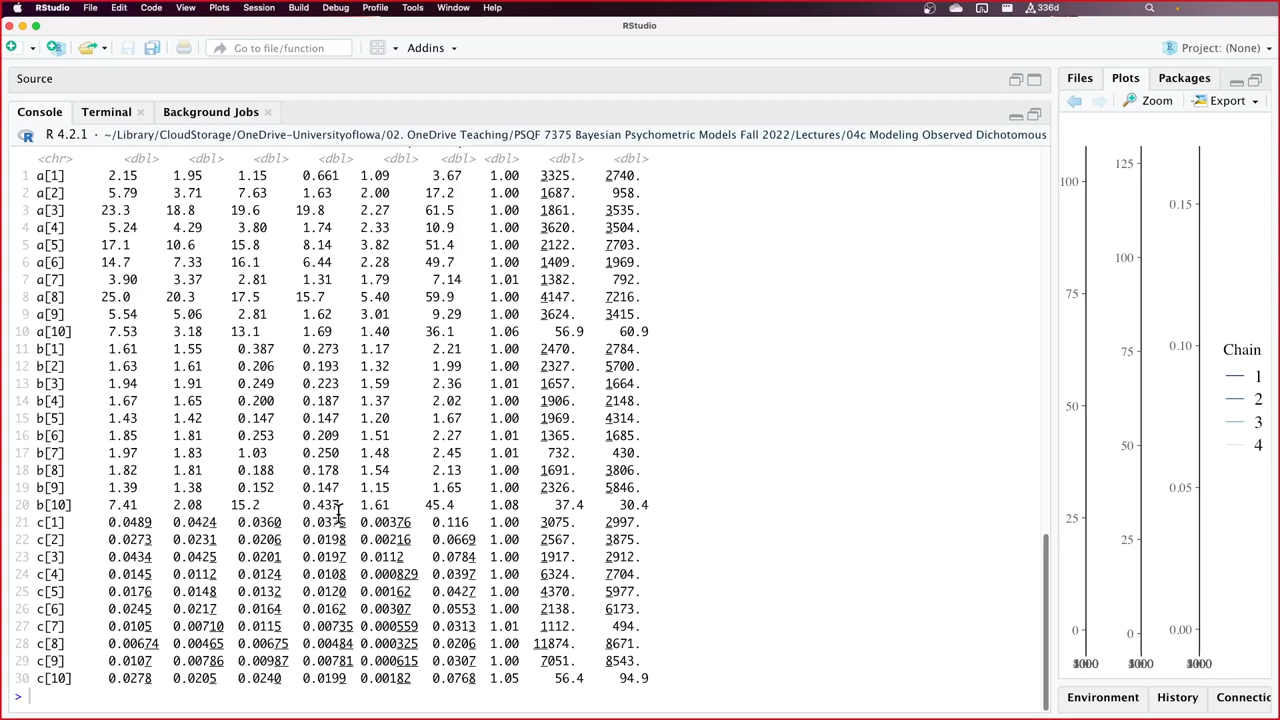 RStudio File Edit Code View Plots Session Build Debug Profile Tools Window Help 336d
RStudio
Go to file/function Addins Project: (None)
Source
Files Plots Packages
Console Terminal Background Jobs
Zoom Export
R 4.2.1 · ~/Library/CloudStorage/OneDrive-UniversityofIowa/02. OneDrive Teaching/PSQF 7375 Bayesian Psychometric Models Fall 2022/Lectures/04c Modeling Observed Dichotomous
<chr> <dbl> <dbl> <dbl> <dbl> <dbl> <dbl> <dbl> <dbl> <dbl>
1 a[1] 2.15 1.95 1.15 0.661 1.09 3.67 1.00 3325. 2740.
2 a[2] 5.79 3.71 7.63 1.63 2.00 17.2 1.00 1687. 958.
3 a[3] 23.3 18.8 19.6 19.8 2.27 61.5 1.00 1861. 3535.
4 a[4] 5.24 4.29 3.80 1.74 2.33 10.9 1.00 3620. 3504.
5 a[5] 17.1 10.6 15.8 8.14 3.82 51.4 1.00 2122. 7703.
6 a[6] 14.7 7.33 16.1 6.44 2.28 49.7 1.00 1409. 1969.
7 a[7] 3.90 3.37 2.81 1.31 1.79 7.14 1.01 1382. 792.
8 a[8] 25.0 20.3 17.5 15.7 5.40 59.9 1.00 4147. 7216.
9 a[9] 5.54 5.06 2.81 1.62 3.01 9.29 1.00 3624. 3415.
10 a[10] 7.53 3.18 13.1 1.69 1.40 36.1 1.06 56.9 60.9
11 b[1] 1.61 1.55 0.387 0.273 1.17 2.21 1.00 2470. 2784.
12 b[2] 1.63 1.61 0.206 0.193 1.32 1.99 1.00 2327. 5700.
13 b[3] 1.94 1.91 0.249 0.223 1.59 2.36 1.01 1657. 1664.
14 b[4] 1.67 1.65 0.200 0.187 1.37 2.02 1.00 1906. 2148.
15 b[5] 1.43 1.42 0.147 0.147 1.20 1.67 1.00 1969. 4314.
16 b[6] 1.85 1.81 0.253 0.209 1.51 2.27 1.01 1365. 1685.
17 b[7] 1.97 1.83 1.03 0.250 1.48 2.45 1.01 732. 430.
18 b[8] 1.82 1.81 0.188 0.178 1.54 2.13 1.00 1691. 3806.
19 b[9] 1.39 1.38 0.152 0.147 1.15 1.65 1.00 2326. 5846.
20 b[10] 7.41 2.08 15.2 0.437 1.61 45.4 1.08 37.4 30.4
21 c[1] 0.0489 0.0424 0.0360 0.0375 0.00376 0.116 1.00 3075. 2997.
22 c[2] 0.0273 0.0231 0.0206 0.0198 0.00216 0.0669 1.00 2567. 3875.
23 c[3] 0.0434 0.0425 0.0201 0.0197 0.0112 0.0784 1.00 1917. 2912.
24 c[4] 0.0145 0.0112 0.0124 0.0108 0.000829 0.0397 1.00 6324. 7704.
25 c[5] 0.0176 0.0148 0.0132 0.0120 0.00162 0.0427 1.00 4370. 5977.
26 c[6] 0.0245 0.0217 0.0164 0.0162 0.00307 0.0553 1.00 2138. 6173.
27 c[7] 0.0105 0.00710 0.0115 0.00735 0.000559 0.0313 1.01 1112. 494.
28 c[8] 0.00674 0.00465 0.00675 0.00484 0.000325 0.0206 1.00 11874. 8671.
29 c[9] 0.0107 0.00786 0.00987 0.00781 0.000615 0.0307 1.00 7051. 8543.
30 c[10] 0.0278 0.0205 0.0240 0.0199 0.00182 0.0768 1.05 56.4 94.9
>
100
75
50
25
0
125
100
75
50
25
0
0.15
0.10
0.05
0.00
Chain
1
2
3
4
Environment History Connectic